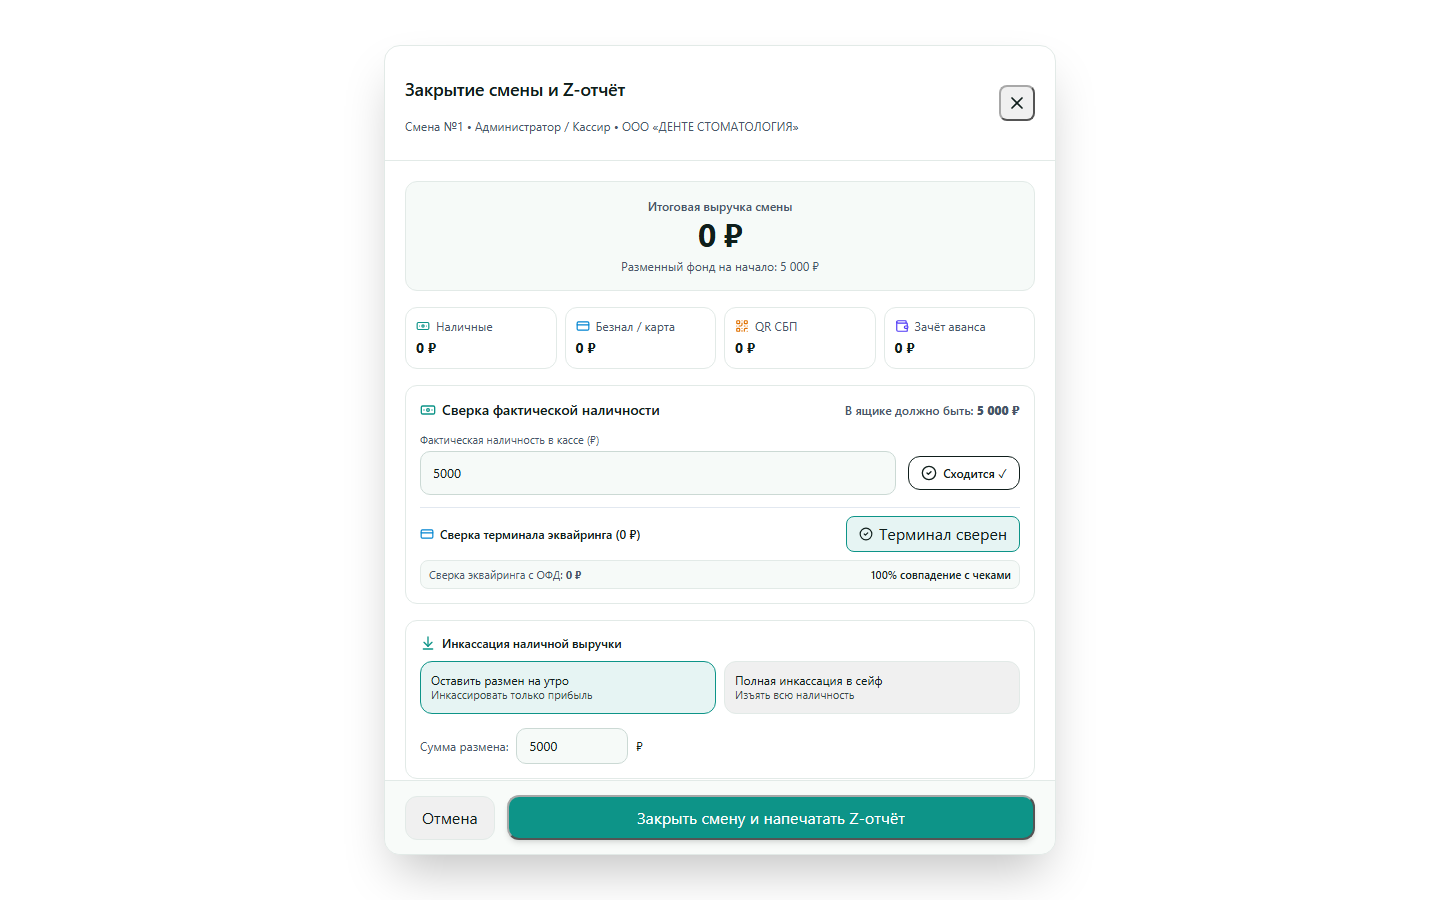 Закрытие смены и Z-отчёт
Смена №1 • Администратор / Кассир • ООО «ДЕНТЕ СТОМАТОЛОГИЯ»
Итоговая выручка смены
0 ₽
Разменный фонд на начало: 5 000 ₽
Наличные
0 ₽
Безнал / карта
0 ₽
QR СБП
0 ₽
Зачёт аванса
0 ₽
Сверка фактической наличности
В ящике должно быть: 5 000 ₽
Фактическая наличность в кассе (₽)
5000
Сходится ✓
Сверка терминала эквайринга (0 ₽)
Терминал сверен
Сверка эквайринга с ОФД: 0 ₽
100% совпадение с чеками
Инкассация наличной выручки
Оставить размен на утро
Инкассировать только прибыль
Полная инкассация в сейф
Изъять всю наличность
Сумма размена:
5000
₽
Отмена
Закрыть смену и напечатать Z-отчёт